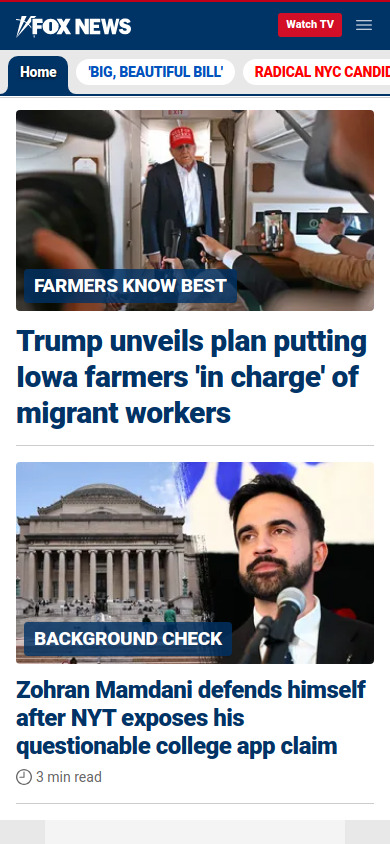 FOX NEWS
Watch TV
Home
'BIG, BEAUTIFUL BILL'
RADICAL NYC CANDID
FARMERS KNOW BEST
Trump unveils plan putting
Iowa farmers 'in charge' of
migrant workers
BACKGROUND CHECK
Zohran Mamdani defends himself
after NYT exposes his
questionable college app claim
3 min read